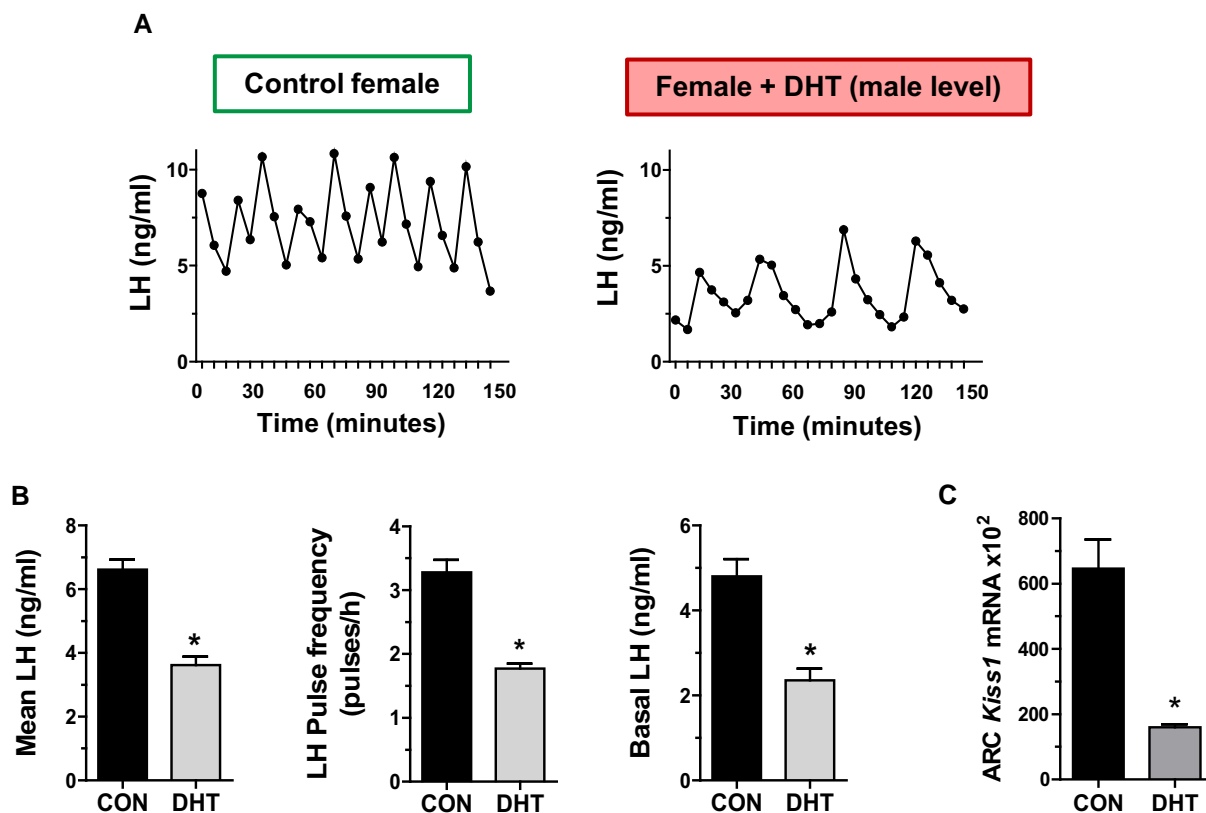 A
Control female
Female + DHT (male level)
LH (ng/ml)
10
5
0
0 30 60 90 120 150
Time (minutes)
LH (ng/ml)
10
5
0
0 30 60 90 120 150
Time (minutes)
B
Mean LH (ng/ml)
8
6
4
2
0
*
CON DHT
LH Pulse frequency
(pulses/h)
4
3
2
1
0
*
CON DHT
Basal LH (ng/ml)
6
4
2
0
*
CON DHT
C
ARC Kiss1 mRNA x10²
800
600
400
200
0
*
CON DHT